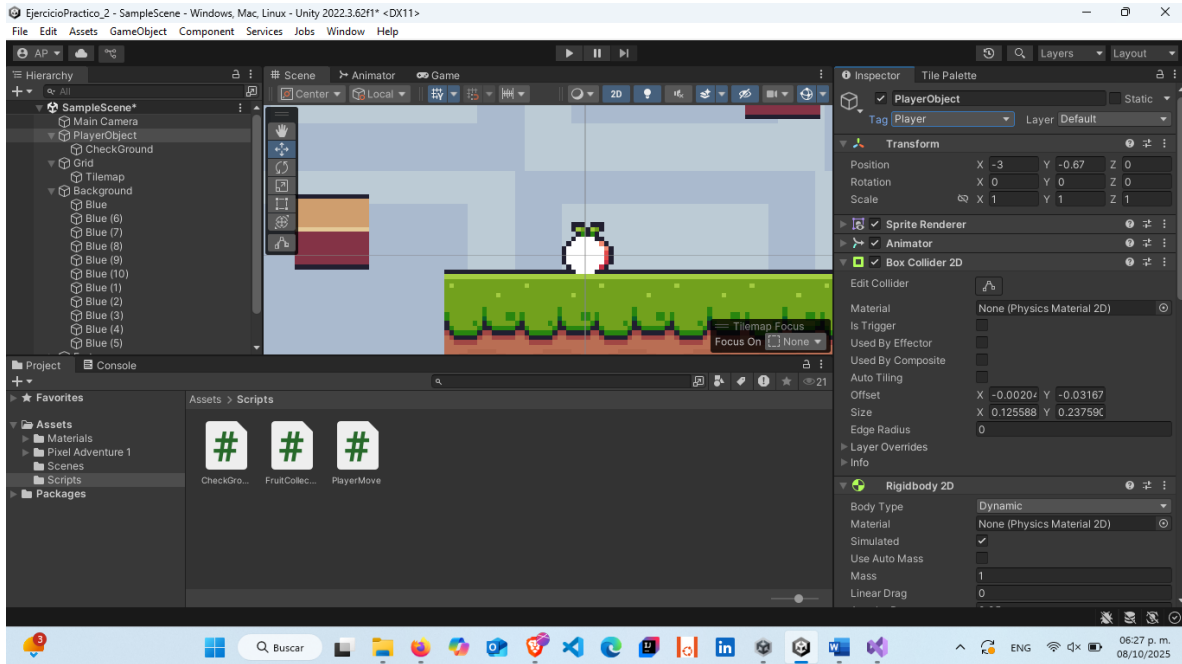 EjercicioPractico_2 - SampleScene - Windows, Mac, Linux - Unity 2022.3.62f1* <DX11>
File Edit Assets GameObject Component Services Jobs Window Help
AP
Layers
Layout
Hierarchy
All
SampleScene*
Main Camera
PlayerObject
CheckGround
Grid
Tilemap
Background
Blue
Blue (6)
Blue (7)
Blue (8)
Blue (9)
Blue (10)
Blue (1)
Blue (2)
Blue (3)
Blue (4)
Blue (5)
Scene
Animator
Game
Center
Local
2D
Tilemap Focus
Focus On None
Inspector
Tile Palette
PlayerObject
Static
Tag Player
Layer Default
Transform
Position X -3 Y -0.67 Z 0
Rotation X 0 Y 0 Z 0
Scale X 1 Y 1 Z 1
Sprite Renderer
Animator
Box Collider 2D
Edit Collider
Material None (Physics Material 2D)
Is Trigger
Used By Effector
Used By Composite
Auto Tiling
Offset X -0.00204 Y -0.03167
Size X 0.125588 Y 0.237590
Edge Radius 0
Layer Overrides
Info
Rigidbody 2D
Body Type Dynamic
Material None (Physics Material 2D)
Simulated
Use Auto Mass
Mass 1
Linear Drag 0
Project
Console
21
Favorites
Assets
Materials
Pixel Adventure 1
Scenes
Scripts
Packages
Assets > Scripts
CheckGro...
FruitCollec...
PlayerMove
3
Buscar
ENG
06:27 p. m.
08/10/2025